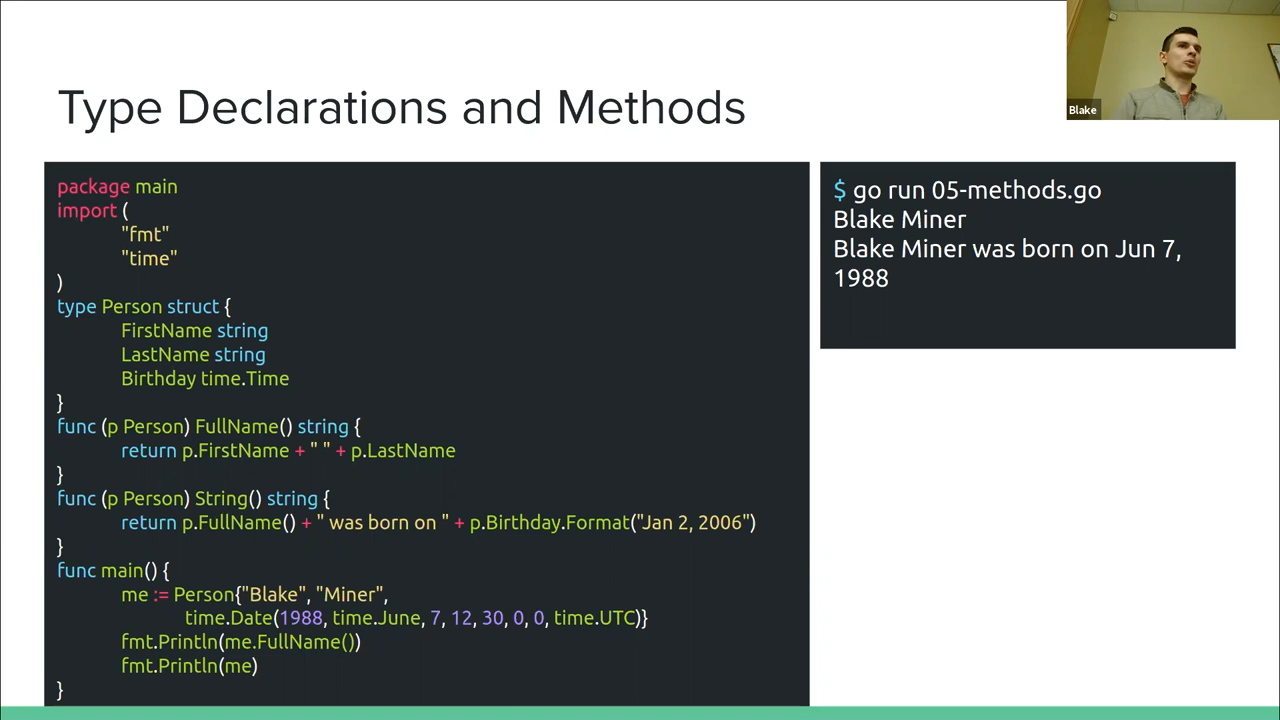 Type Declarations and Methods
Blake
package main
import (
"fmt"
"time"
)
type Person struct {
FirstName string
LastName string
Birthday time.Time
}
func (p Person) FullName() string {
return p.FirstName + " " + p.LastName
}
func (p Person) String() string {
return p.FullName() + " was born on " + p.Birthday.Format("Jan 2, 2006")
}
func main() {
me := Person{"Blake", "Miner",
time.Date(1988, time.June, 7, 12, 30, 0, 0, time.UTC)}
fmt.Println(me.FullName())
fmt.Println(me)
}
$ go run 05-methods.go
Blake Miner
Blake Miner was born on Jun 7,
1988